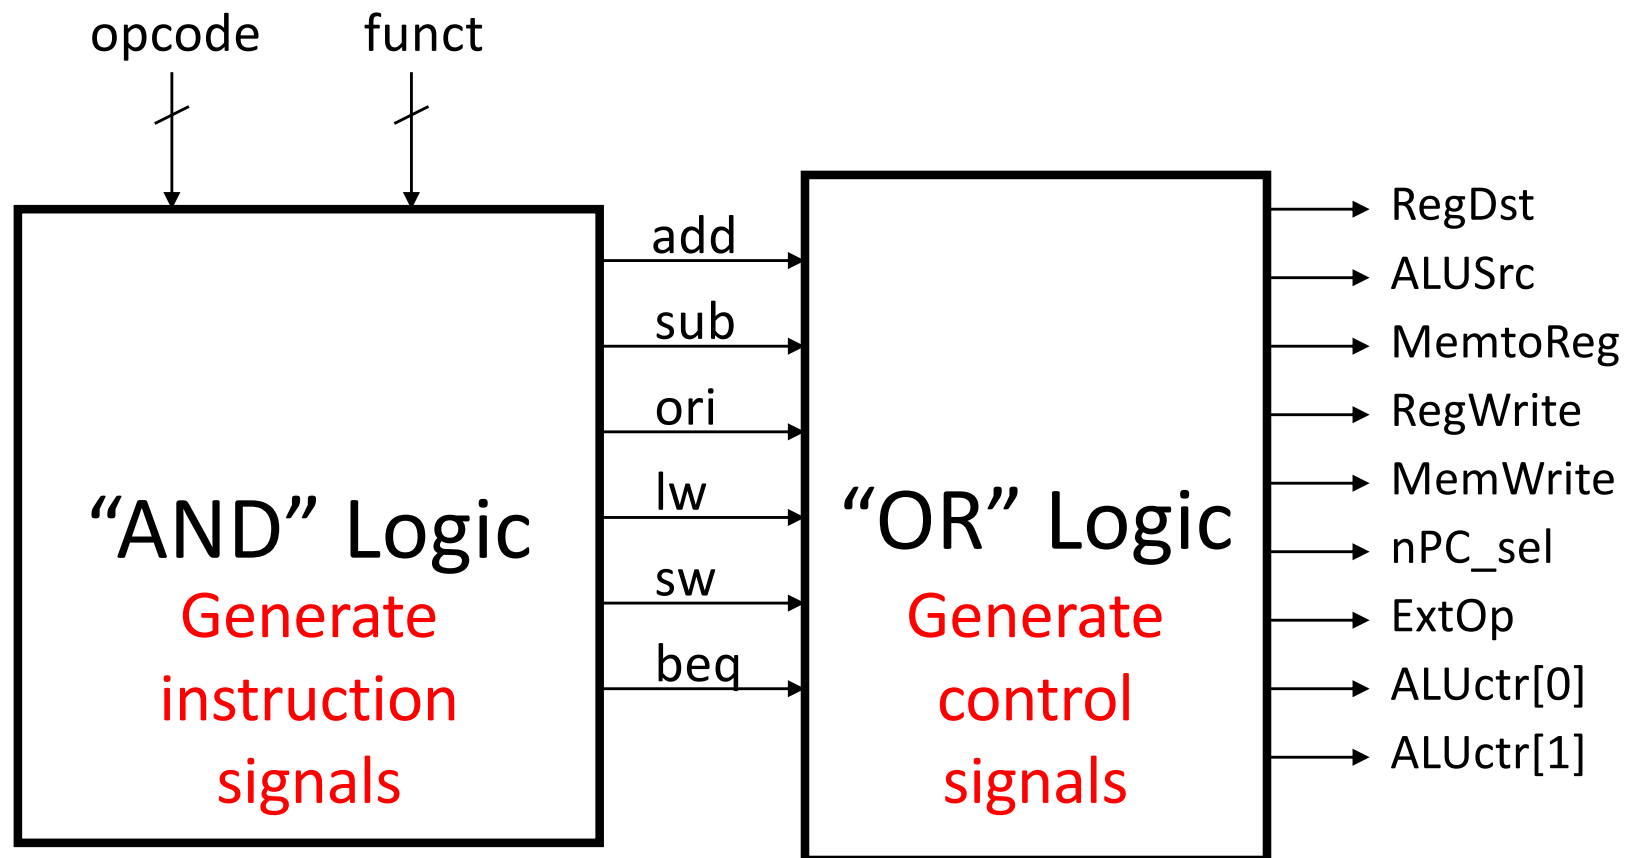 opcode funct
add
sub
ori
lw
sw
beq
“AND” Logic
Generate
instruction
signals
“OR” Logic
Generate
control
signals
RegDst
ALUSrc
MemtoReg
RegWrite
MemWrite
nPC_sel
ExtOp
ALUctr[0]
ALUctr[1]